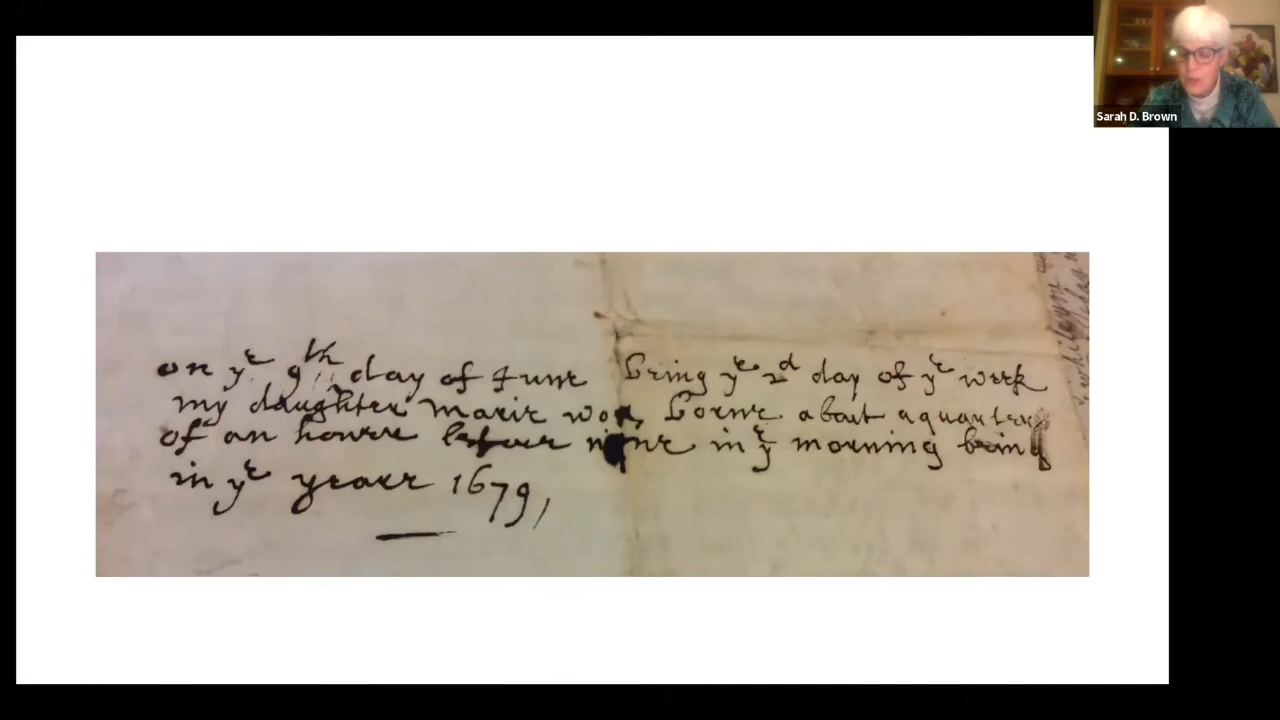 Sarah D. Brown
on yᵉ 9th day of June being yᵉ 2d day of yᵉ week
my daughter Marie was borne about a quarter
of an houre before nine in yᵉ morning being
in yᵉ yeare 1679,